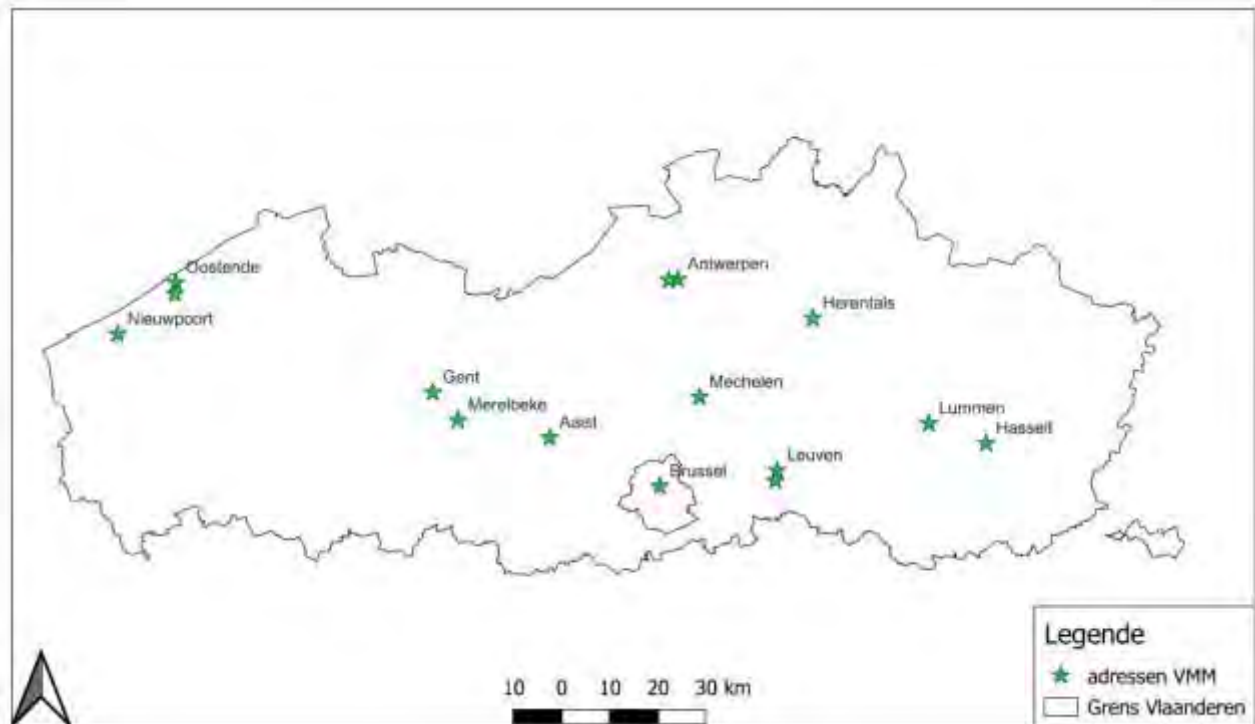 Oostende
Antwerpen
Nieuwpoort
Herentals
Gent
Mechelen
Merelbeke
Aalst
Lummen
Hasselt
Leuven
Brussel
Legende
10 0 10 20 30 km
adressen VMM
Grens Vlaanderen